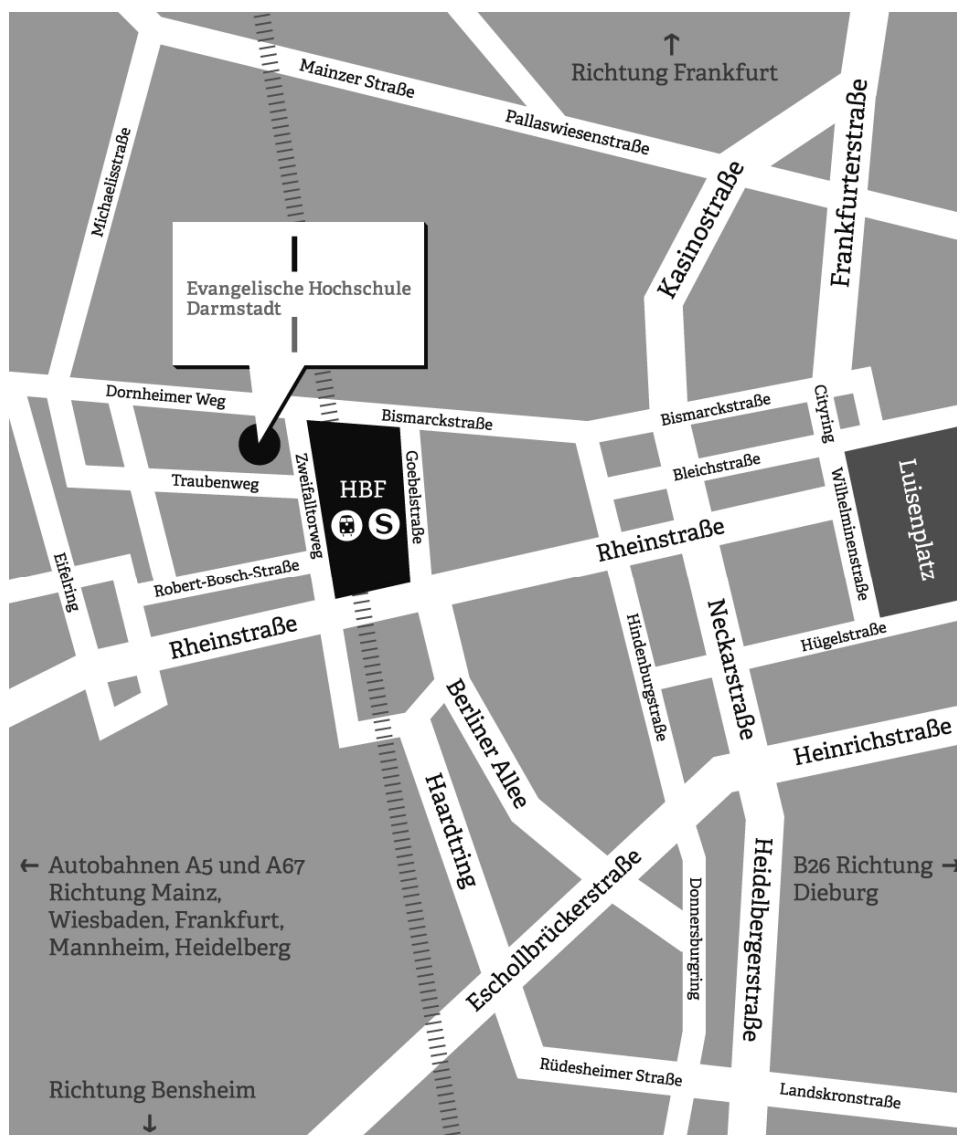 ↑
Richtung Frankfurt
Mainzer Straße
Pallaswiesenstraße
Michaelisstraße
Kasinostraße
Frankfurterstraße
Evangelische Hochschule
Darmstadt
Dornheimer Weg
Bismarckstraße
Bismarckstraße
Cityring
Bleichstraße
Traubenweg
Zweifalltorweg
HBF
S
Goebelstraße
Wilhelminenstraße
Luisenplatz
Rheinstraße
Eifelring
Robert-Bosch-Straße
Rheinstraße
Hindenburgstraße
Neckarstraße
Hügelstraße
Berliner Allee
Heinrichstraße
Haardtring
← Autobahnen A5 und A67
Richtung Mainz,
Wiesbaden, Frankfurt,
Mannheim, Heidelberg
Eschollbrückerstraße
Donnersburgring
Heidelbergerstraße
B26 Richtung →
Dieburg
Rüdesheimer Straße
Landskronstraße
Richtung Bensheim
↓